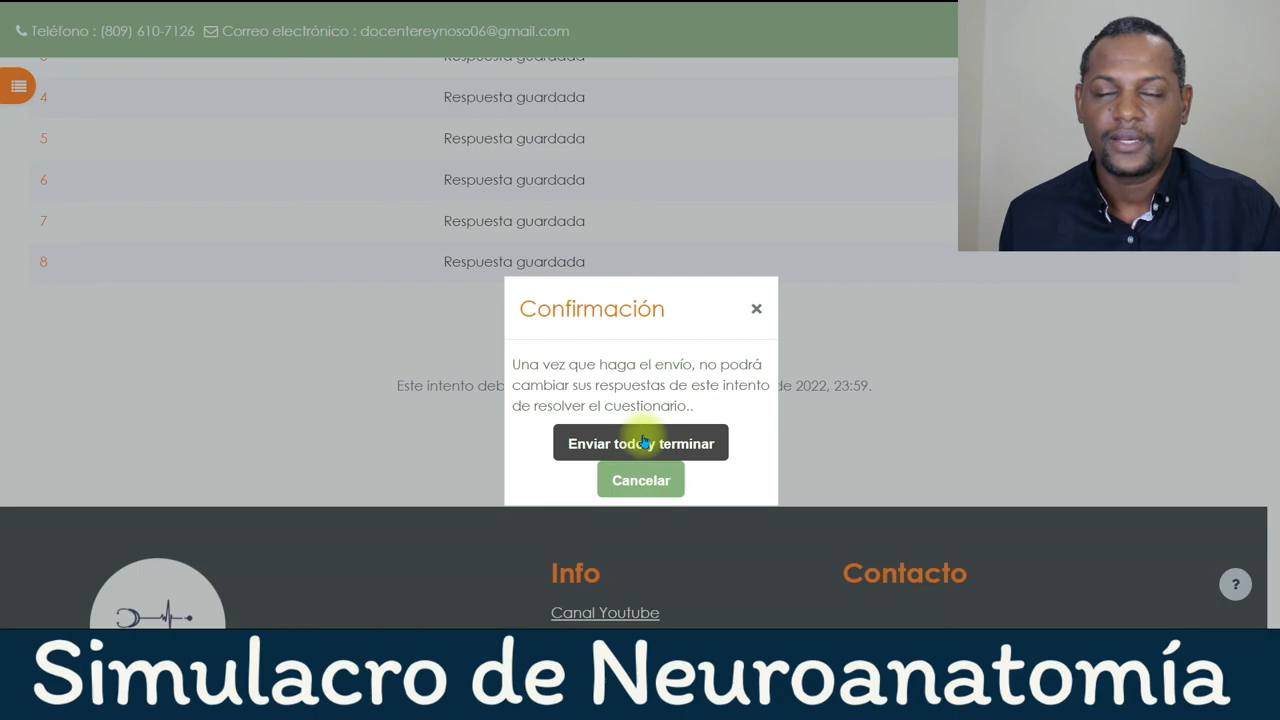 Teléfono : (809) 610-7126 Correo electrónico : docentereynoso06@gmail.com
Respuesta guardada
4 Respuesta guardada
5 Respuesta guardada
6 Respuesta guardada
7 Respuesta guardada
8 Respuesta guardada
Confirmación ×
Una vez que haga el envío, no podrá
cambiar sus respuestas de este intento
de resolver el cuestionario..
Este intento deb de 2022, 23:59.
Enviar todo y terminar
Cancelar
Info
Contacto
Canal Youtube
?
Simulacro de Neuroanatomía